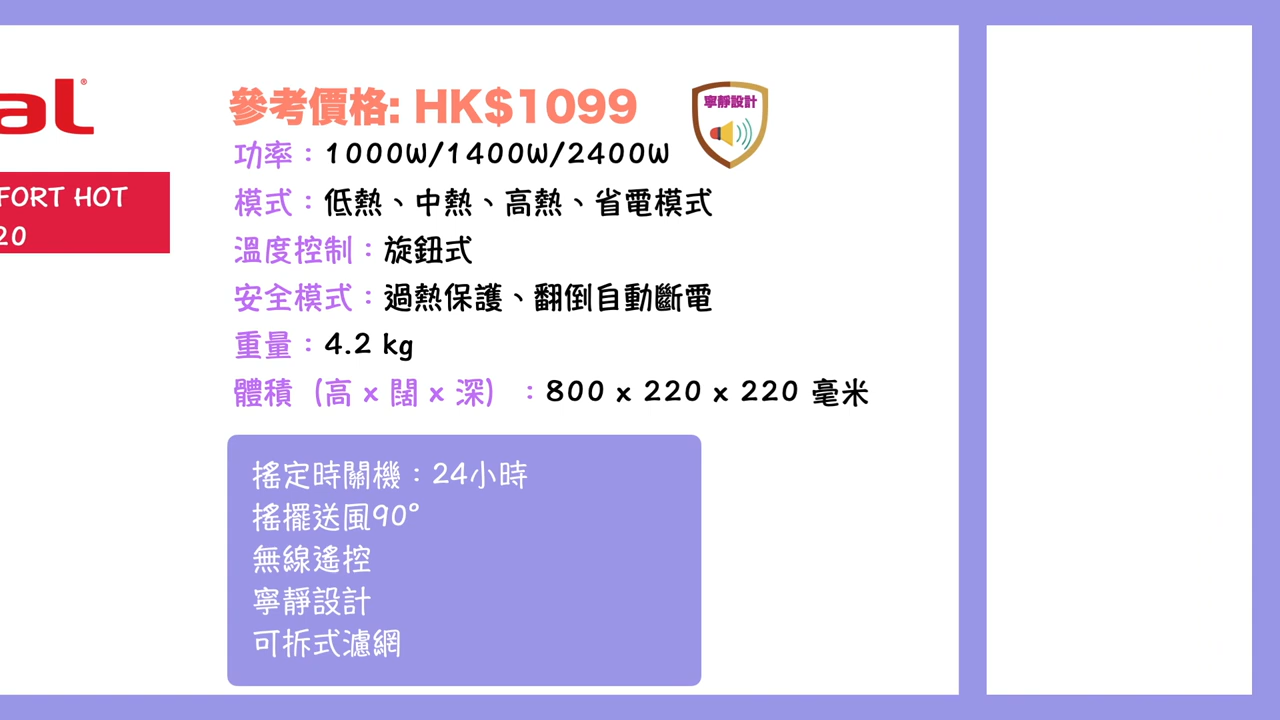 al®
FORT HOT
20
參考價格: HK$1099
寧靜設計
功率：1000W/1400W/2400W
模式：低熱、中熱、高熱、省電模式
溫度控制：旋鈕式
安全模式：過熱保護、翻倒自動斷電
重量：4.2 kg
體積（高 x 闊 x 深）：800 x 220 x 220 毫米
搖定時關機：24小時
搖擺送風90°
無線遙控
寧靜設計
可拆式濾網